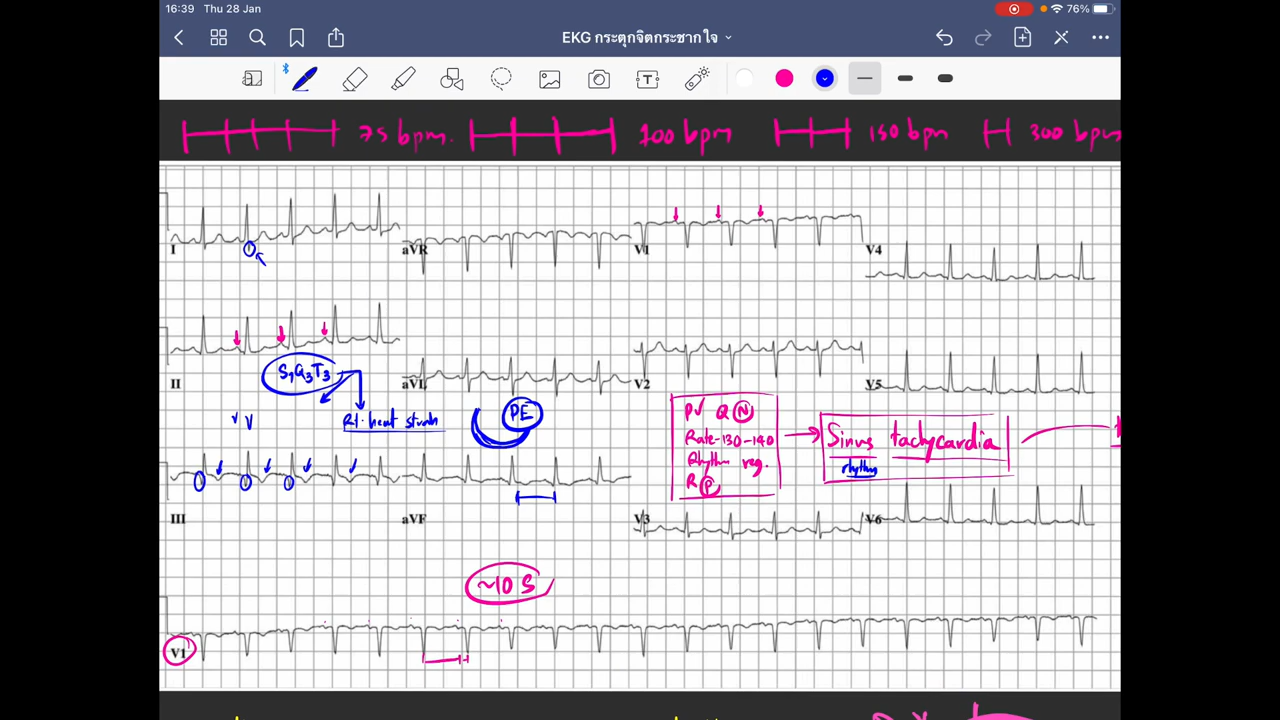 16:39 Thu 28 Jan 76%
EKG กระตุกจิตกระชากใจ
75 bpm. 100 bpm 150 bpm 300 bpm
I aVR V1 V4
II aVL V2 V5
S1Q3T3
PE
Rt. heat strain
III aVF V3 V6
PV Q N
Rate-130-140
Rhythm reg.
R P
Sinus tachycardia
rhythm
~10 S
V1